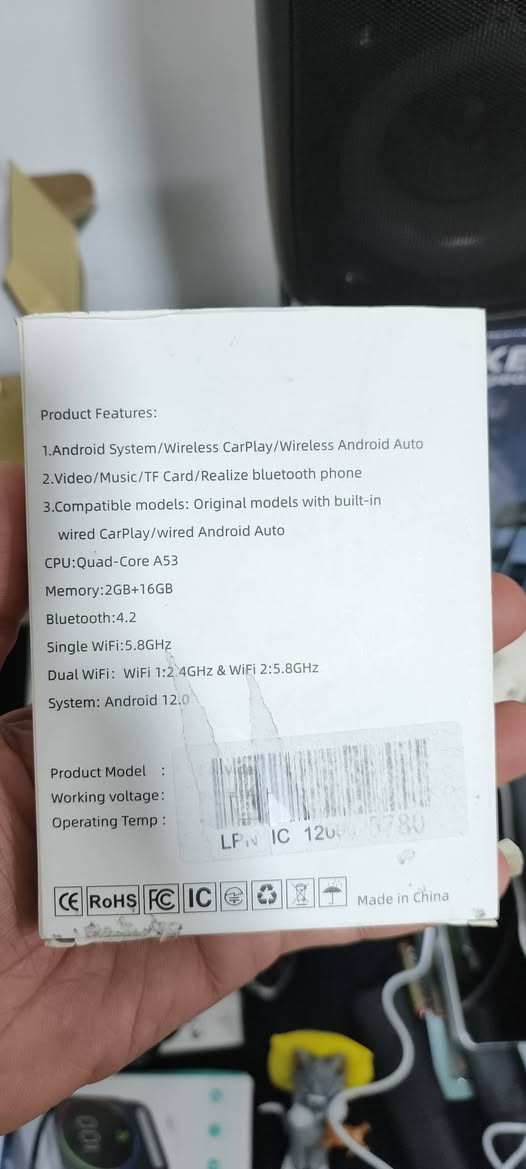 Product Features:
1.Android System/Wireless CarPlay/Wireless Android Auto
2.Video/Music/TF Card/Realize bluetooth phone
3.Compatible models: Original models with built-in
wired CarPlay/wired Android Auto
CPU:Quad-Core A53
Memory:2GB+16GB
Bluetooth:4.2
Single WiFi:5.8GHz
Dual WiFi: WiFi 1:2.4GHz & WiFi 2:5.8GHz
System: Android 12.0
Product Model :
Working voltage:
Operating Temp :
CE RoHS FC IC
Made in China